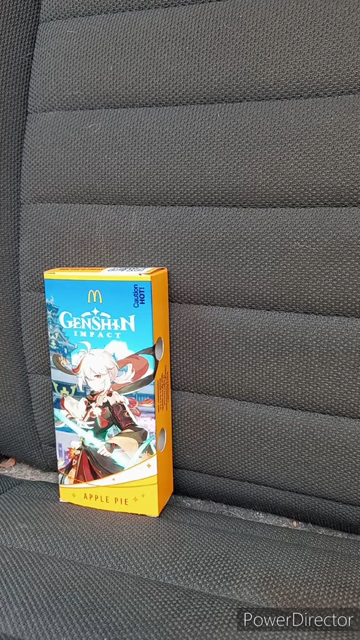 Caution
HOT!
GENSHIN
IMPACT
APPLE PIE
PowerDirector